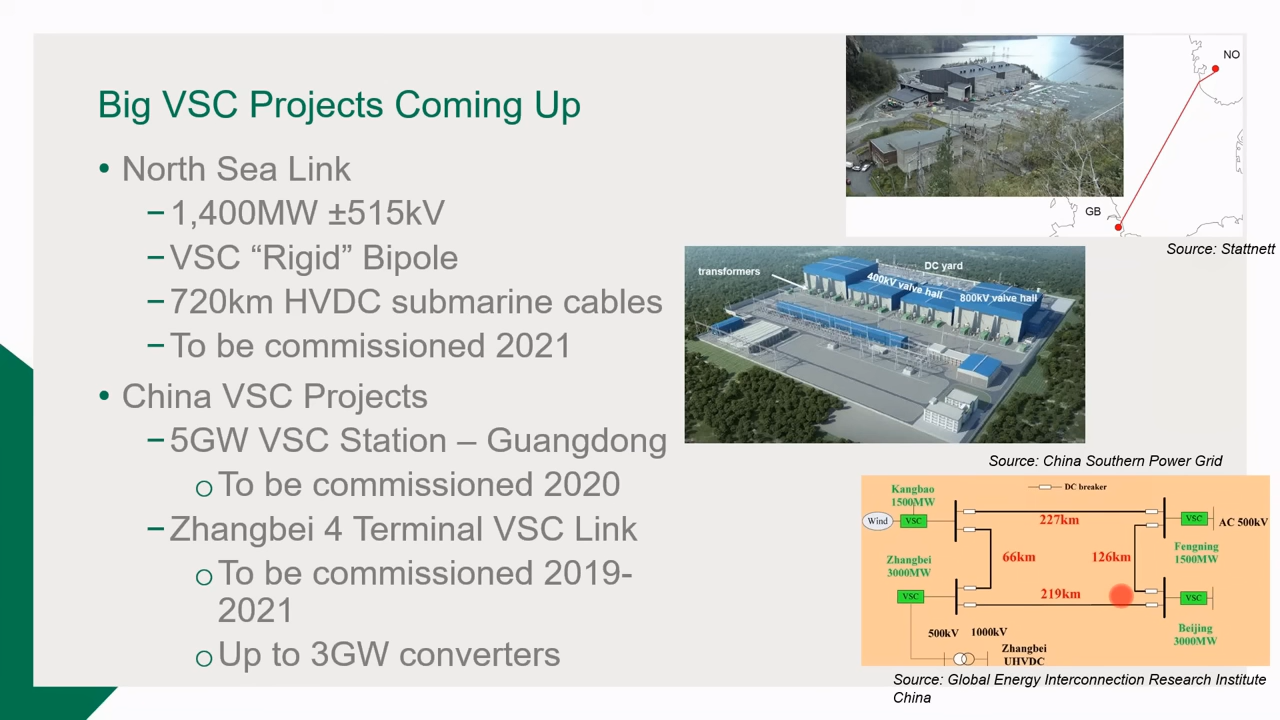 Big VSC Projects Coming Up
• North Sea Link
–1,400MW ±515kV
–VSC “Rigid” Bipole
–720km HVDC submarine cables
–To be commissioned 2021
• China VSC Projects
–5GW VSC Station – Guangdong
o To be commissioned 2020
–Zhangbei 4 Terminal VSC Link
o To be commissioned 2019-
2021
o Up to 3GW converters
NO
GB
Source: Stattnett
transformers
DC yard
400kV valve hall
800kV valve hall
Source: China Southern Power Grid
Kangbao
1500MW
DC breaker
Wind
VSC
227km
VSC
AC 500kV
Fengning
1500MW
66km
126km
Zhangbei
3000MW
VSC
219km
VSC
Beijing
3000MW
500kV 1000kV
Zhangbei
UHVDC
Source: Global Energy Interconnection Research Institute
China